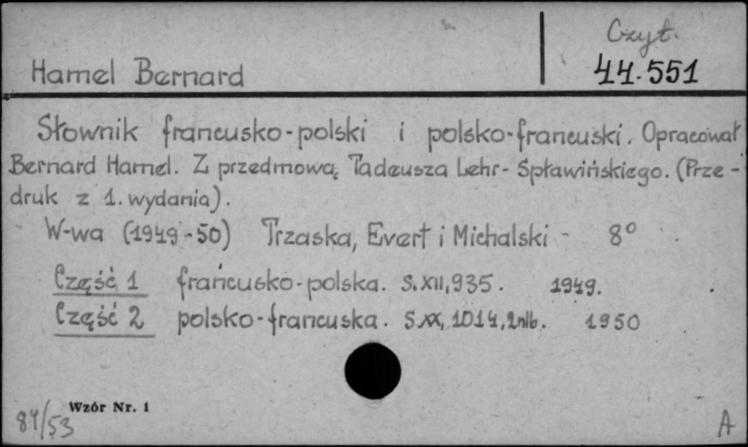 Czyt.
Hamel Bernard
44.551
Słownik francusko-polski i polsko-francuski. Opracował
Bernard Hamel. Z przedmową Tadeusza Lehr-Spławińskiego. (Prze-
druk z 1. wydania).
W-wa (1949-50) Trzaska, Evert i Michalski - 8°
Część 1 francusko-polska. S. XII, 935. 1949.
Część 2 polsko-francuska. S. XX, 1014, 2nlb. 1950
Wzór Nr. 1
84/53
A